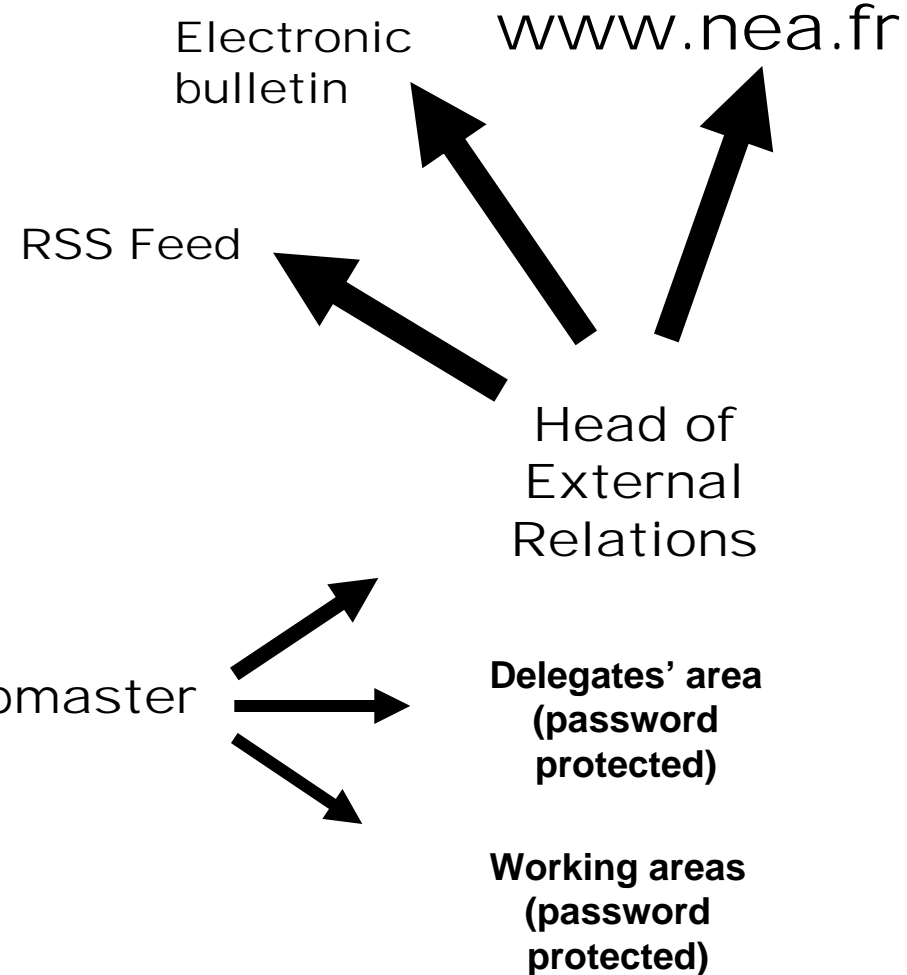 Electronic
bulletin
www.nea.fr
RSS Feed
Head of
External
Relations
omaster
Delegates’ area
(password
protected)
Working areas
(password
protected)